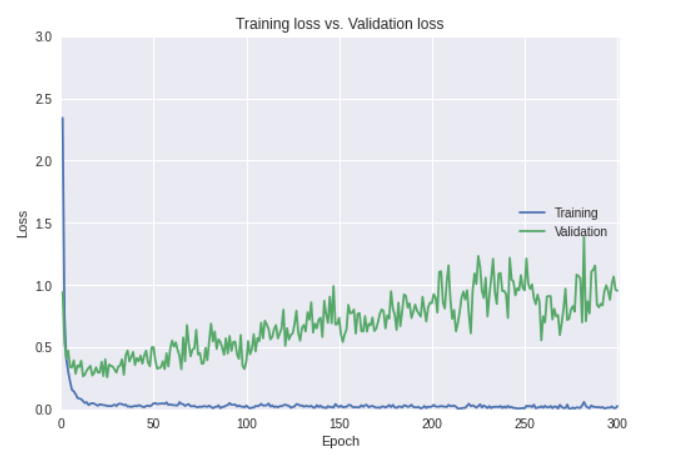 Training loss vs. Validation loss
3.0
2.5
2.0
1.5
1.0
0.5
0.0
Loss
Training
Validation
0 50 100 150 200 250 300
Epoch